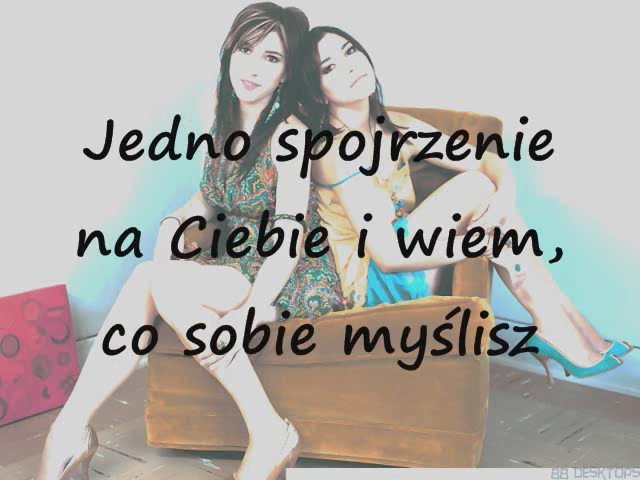 Jedno spojrzenie
na Ciebie i wiem,
co sobie myślisz
BB DESKTOPS